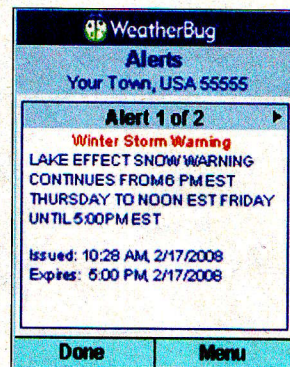 WeatherBug
Alerts
Your Town, USA 55555
Alert 1 of 2
Winter Storm Warning
LAKE EFFECT SNOW WARNING
CONTINUES FROM 6 PM EST
THURSDAY TO NOON EST FRIDAY
UNTIL 5:00 PM EST
Issued: 10:28 AM, 2/17/2008
Expires: 5:00 PM, 2/17/2008
Done Menu